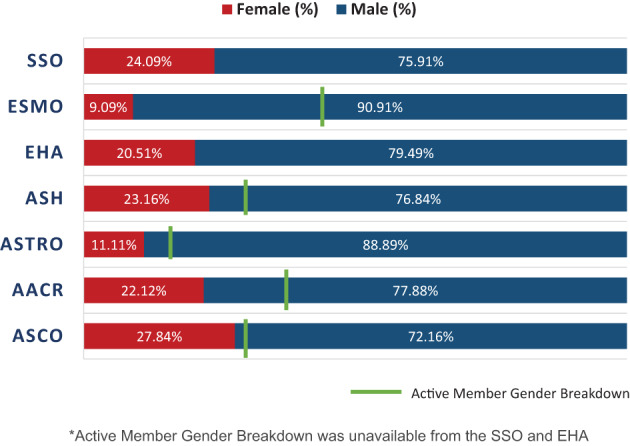 Female (%) Male (%)
SSO 24.09% 75.91%
ESMO 9.09% 90.91%
EHA 20.51% 79.49%
ASH 23.16% 76.84%
ASTRO 11.11% 88.89%
AACR 22.12% 77.88%
ASCO 27.84% 72.16%
Active Member Gender Breakdown
*Active Member Gender Breakdown was unavailable from the SSO and EHA